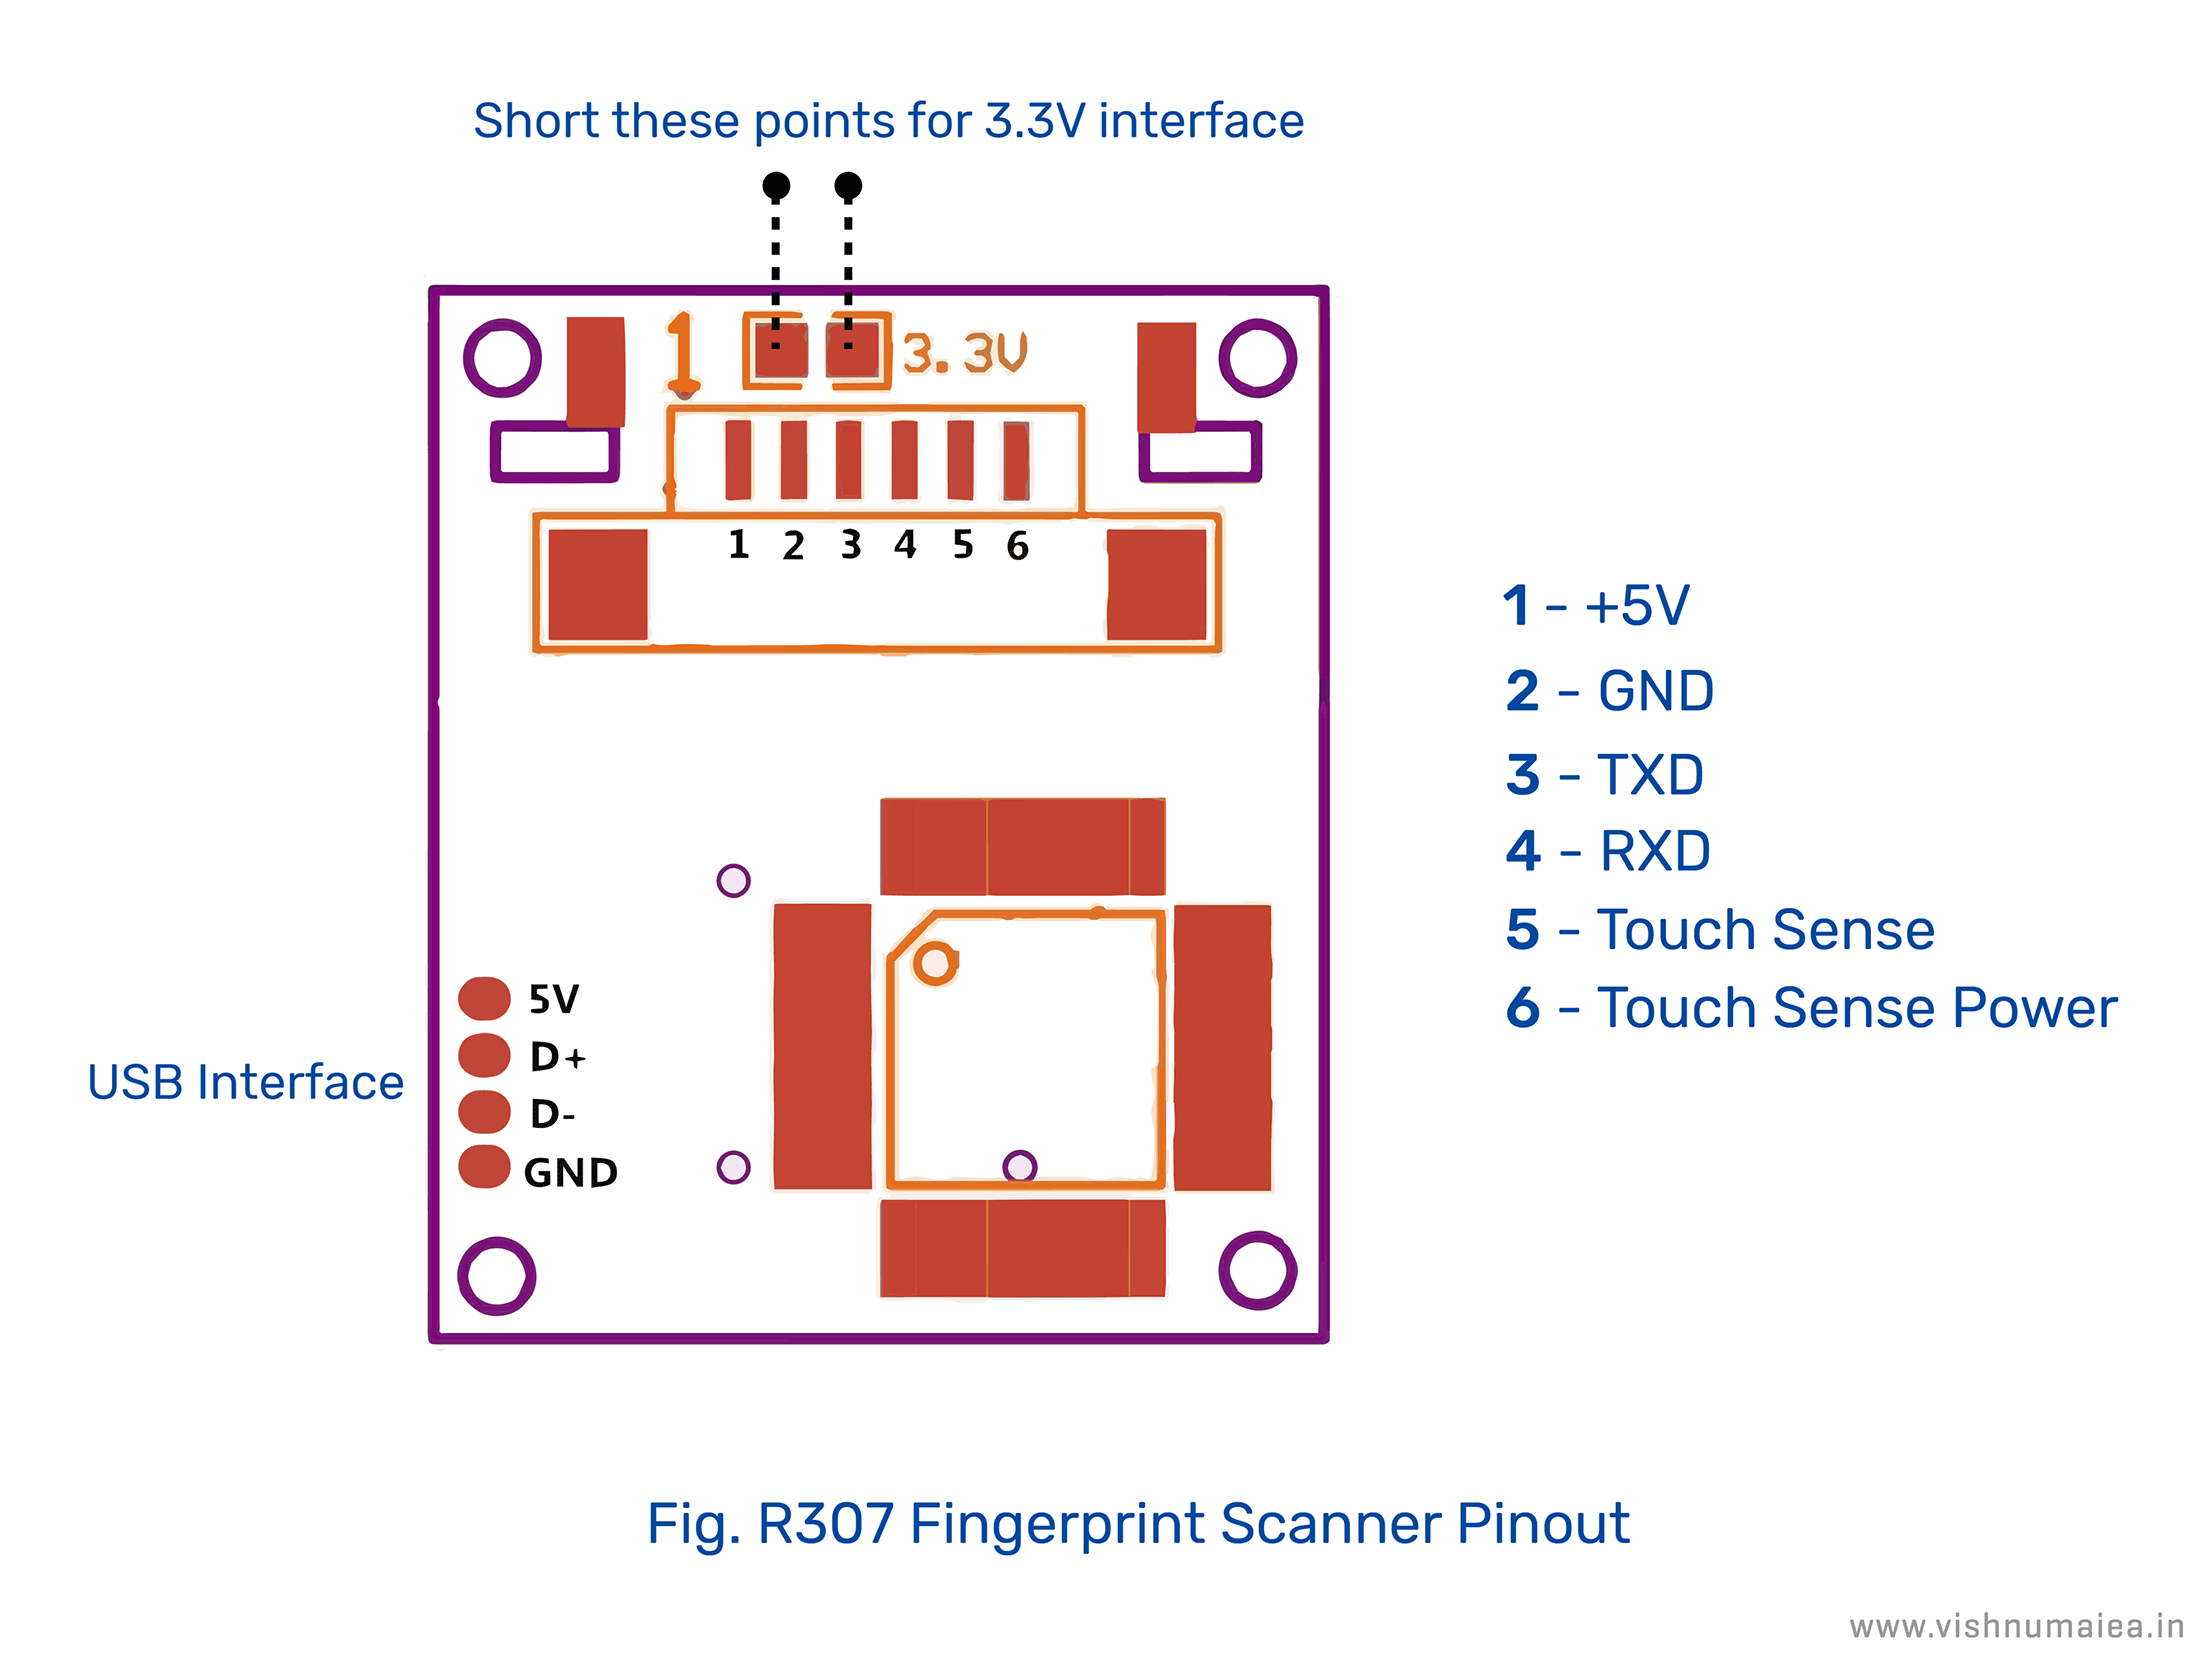 Short these points for 3.3V interface
1
3.3V
1 2 3 4 5 6
1 - +5V
2 - GND
3 - TXD
4 - RXD
5 - Touch Sense
6 - Touch Sense Power
USB Interface
5V
D+
D-
GND
Fig. R307 Fingerprint Scanner Pinout
www.vishnumaiea.in